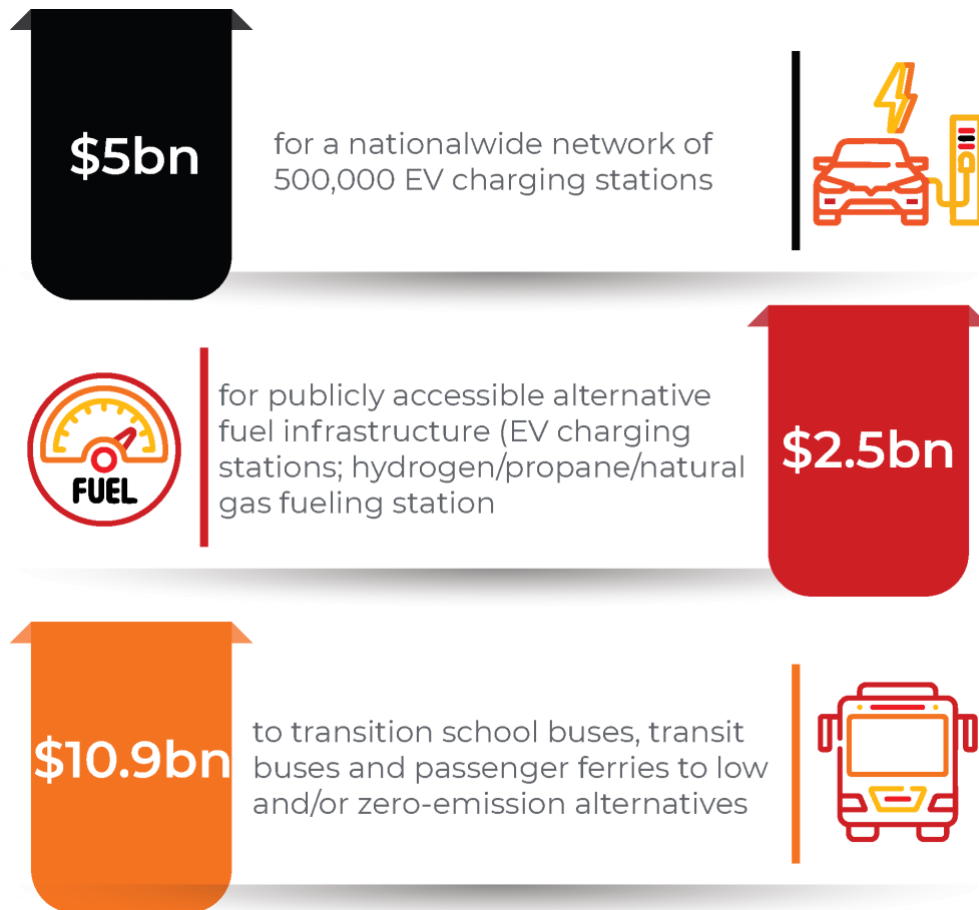 $5bn
for a nationalwide network of
500,000 EV charging stations
FUEL
for publicly accessible alternative
fuel infrastructure (EV charging
stations; hydrogen/propane/natural
gas fueling station
$2.5bn
$10.9bn
to transition school buses, transit
buses and passenger ferries to low
and/or zero-emission alternatives